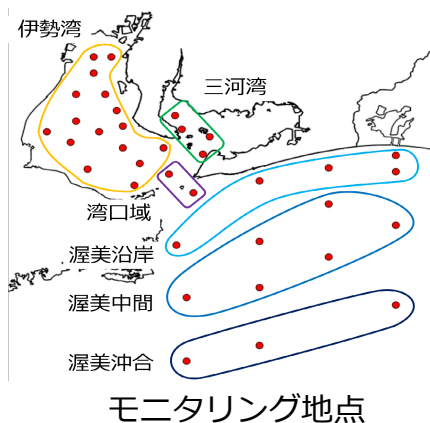 伊勢湾
三河湾
湾口域
渥美沿岸
渥美中間
渥美沖合
モニタリング地点